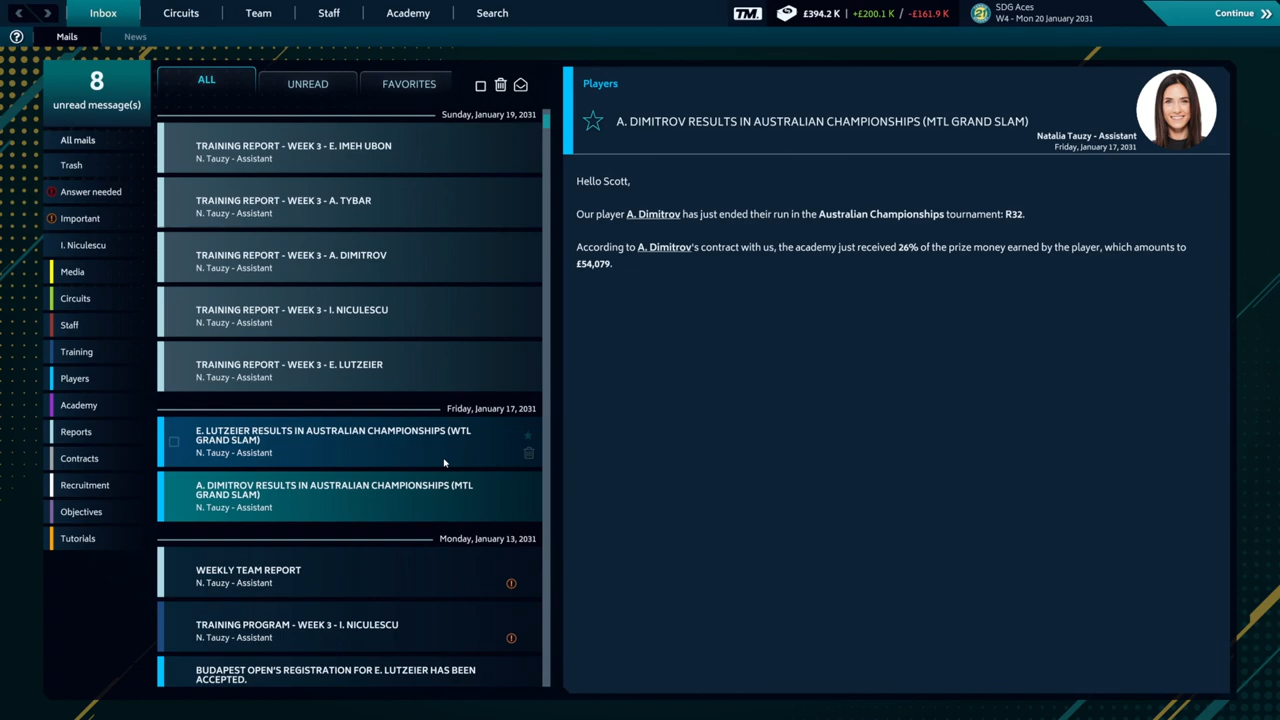 Inbox
Circuits
Team
Staff
Academy
Search
TM.
£394.2 K | +£200.1 K / -£161.9 K
21
SDG Aces
W4 - Mon 20 January 2031
Continue
?
Mails
News
8
unread message(s)
All mails
Trash
Answer needed
Important
I. Niculescu
Media
Circuits
Staff
Training
Players
Academy
Reports
Contracts
Recruitment
Objectives
Tutorials
ALL
UNREAD
FAVORITES
Sunday, January 19, 2031
TRAINING REPORT - WEEK 3 - E. IMEH UBON
N. Tauzy - Assistant
TRAINING REPORT - WEEK 3 - A. TYBAR
N. Tauzy - Assistant
TRAINING REPORT - WEEK 3 - A. DIMITROV
N. Tauzy - Assistant
TRAINING REPORT - WEEK 3 - I. NICULESCU
N. Tauzy - Assistant
TRAINING REPORT - WEEK 3 - E. LUTZEIER
N. Tauzy - Assistant
Friday, January 17, 2031
E. LUTZEIER RESULTS IN AUSTRALIAN CHAMPIONSHIPS (WTL
GRAND SLAM)
N. Tauzy - Assistant
A. DIMITROV RESULTS IN AUSTRALIAN CHAMPIONSHIPS (MTL
GRAND SLAM)
N. Tauzy - Assistant
Monday, January 13, 2031
WEEKLY TEAM REPORT
N. Tauzy - Assistant
TRAINING PROGRAM - WEEK 3 - I. NICULESCU
N. Tauzy - Assistant
BUDAPEST OPEN'S REGISTRATION FOR E. LUTZEIER HAS BEEN
ACCEPTED.
Players
A. DIMITROV RESULTS IN AUSTRALIAN CHAMPIONSHIPS (MTL GRAND SLAM)
Natalia Tauzy - Assistant
Friday, January 17, 2031
Hello Scott,
Our player A. Dimitrov has just ended their run in the Australian Championships tournament: R32.
According to A. Dimitrov's contract with us, the academy just received 26% of the prize money earned by the player, which amounts to
£54,079.